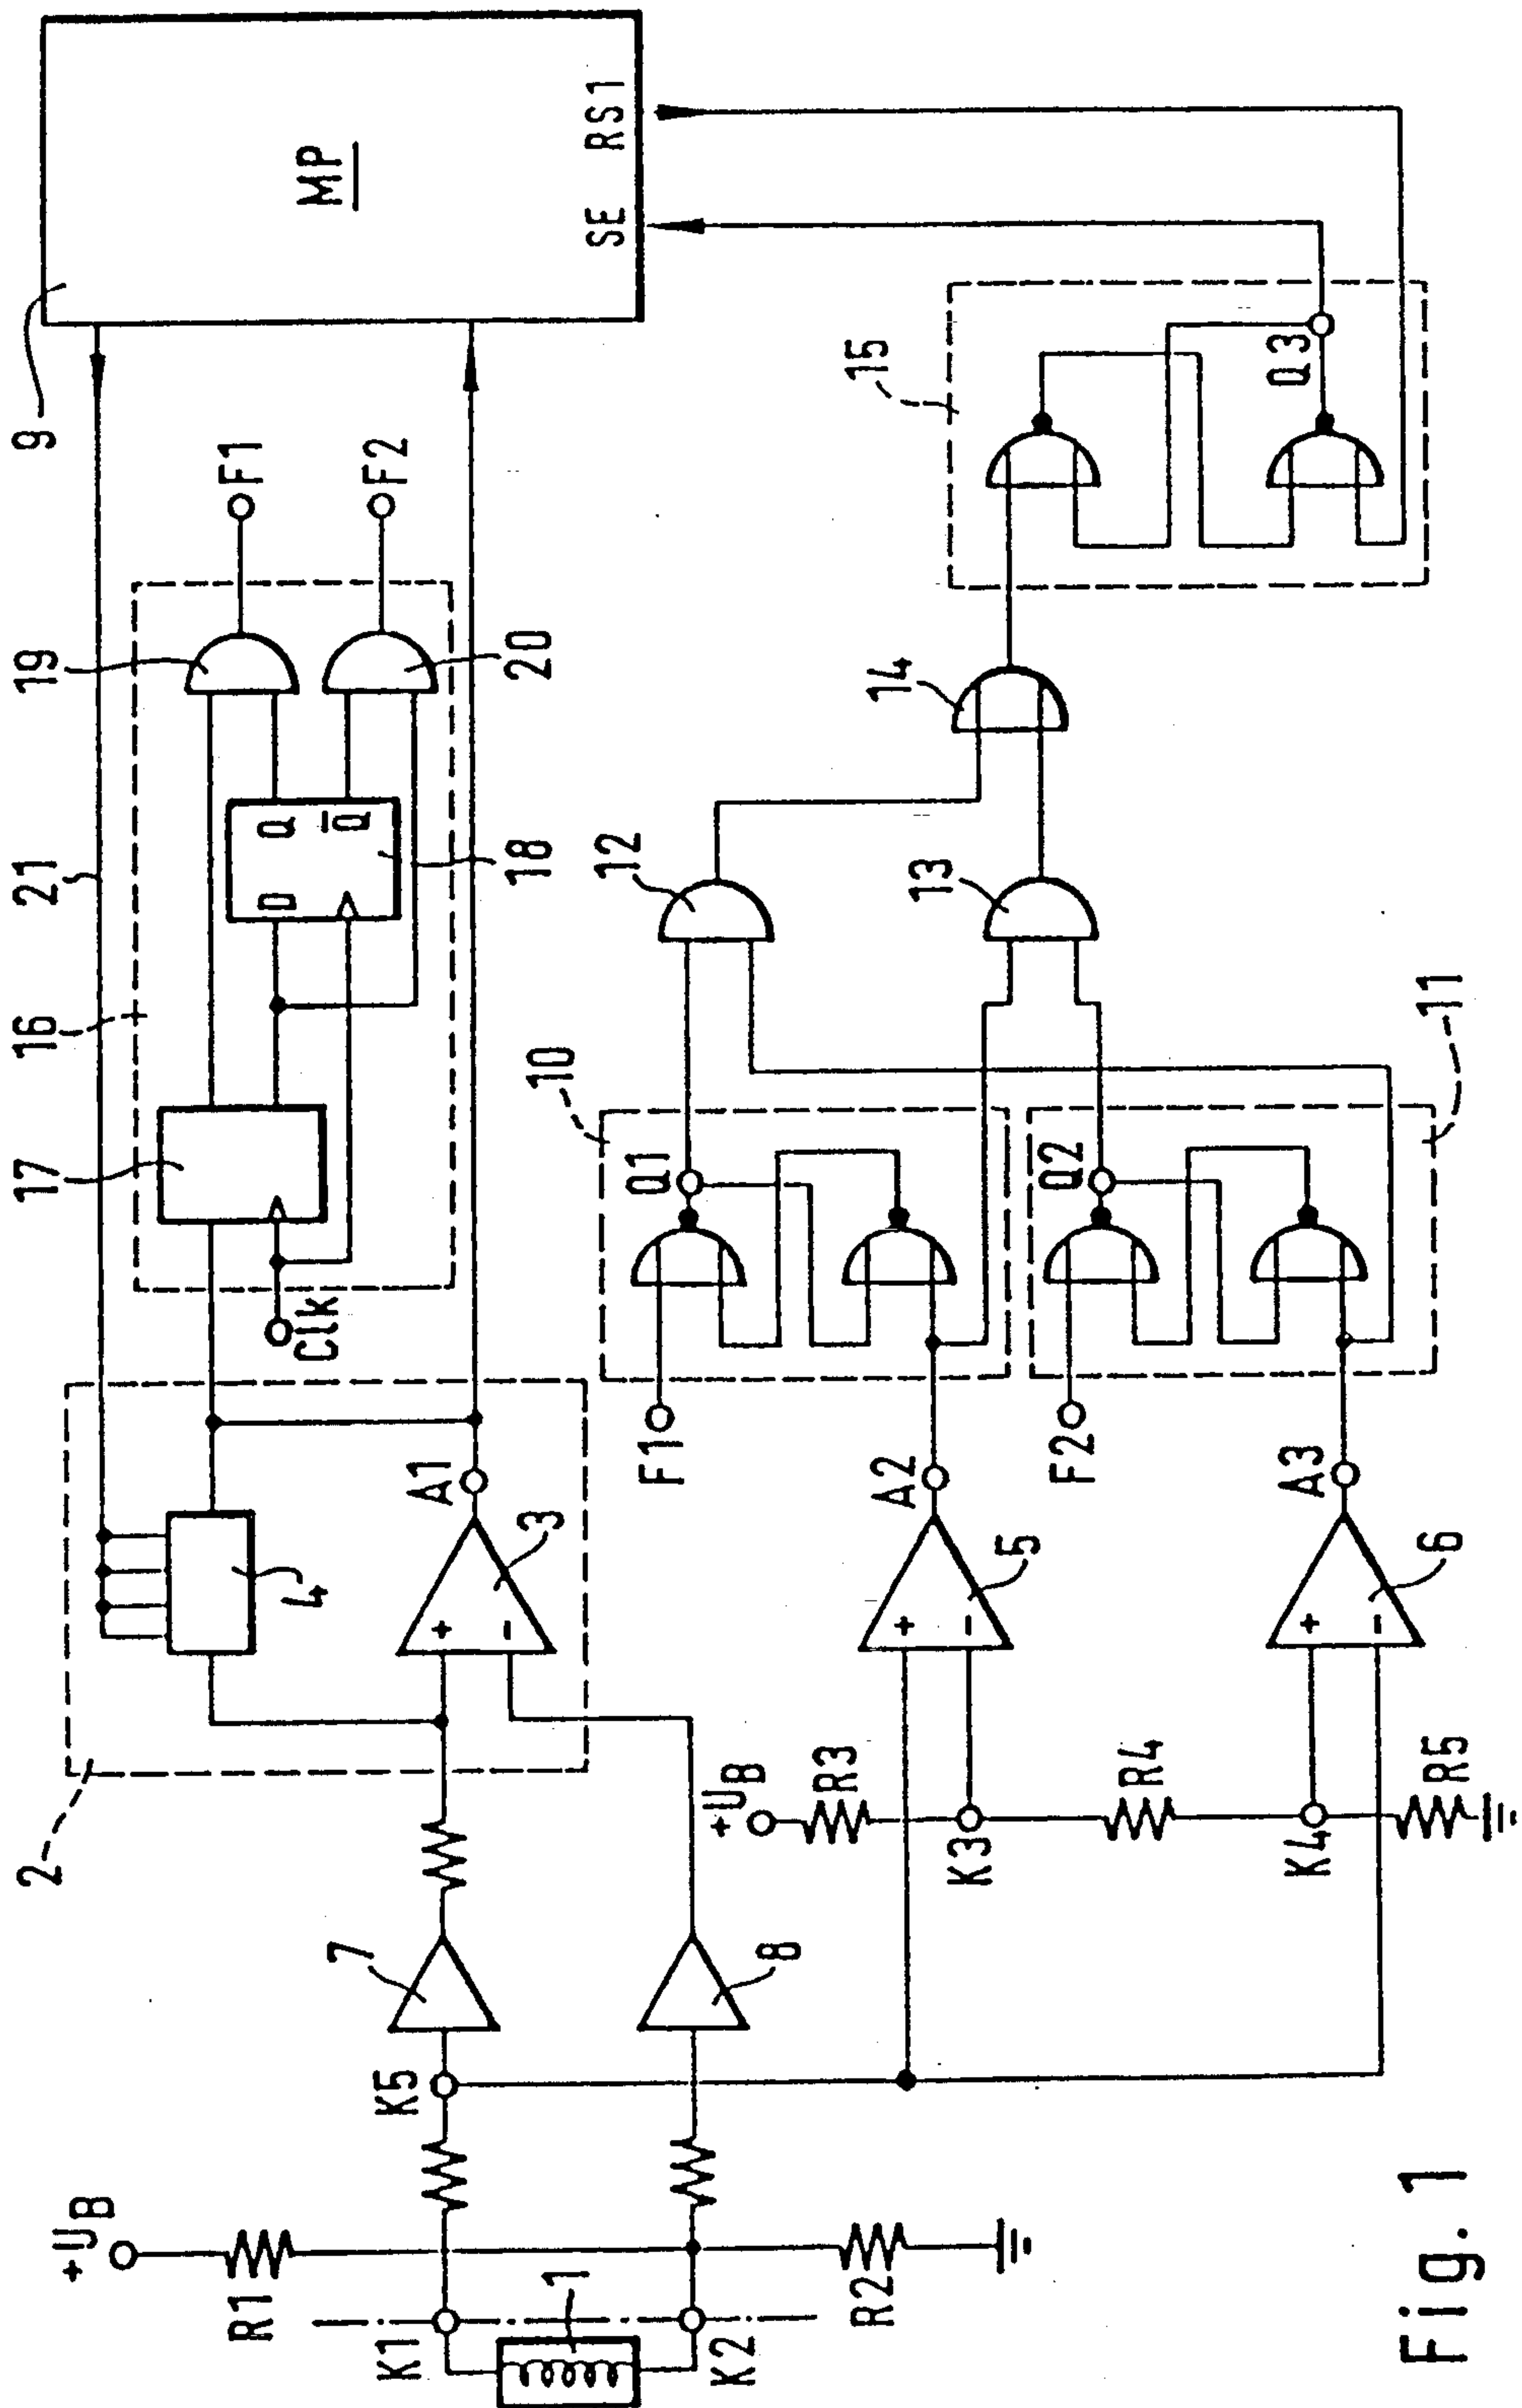 9
MP
SE
RS1
21
16
17
18
19
20
D
Q
Q̅
Clk
F1
F2
2
4
3
+
-
A1
7
8
K5
+UB
R1
K1
1
K2
R2
+UB
R3
K3
R4
K4
R5
+
-
5
A2
+
-
6
A3
F1
10
Q1
F2
Q2
11
12
13
14
15
Q3
Fig. 1